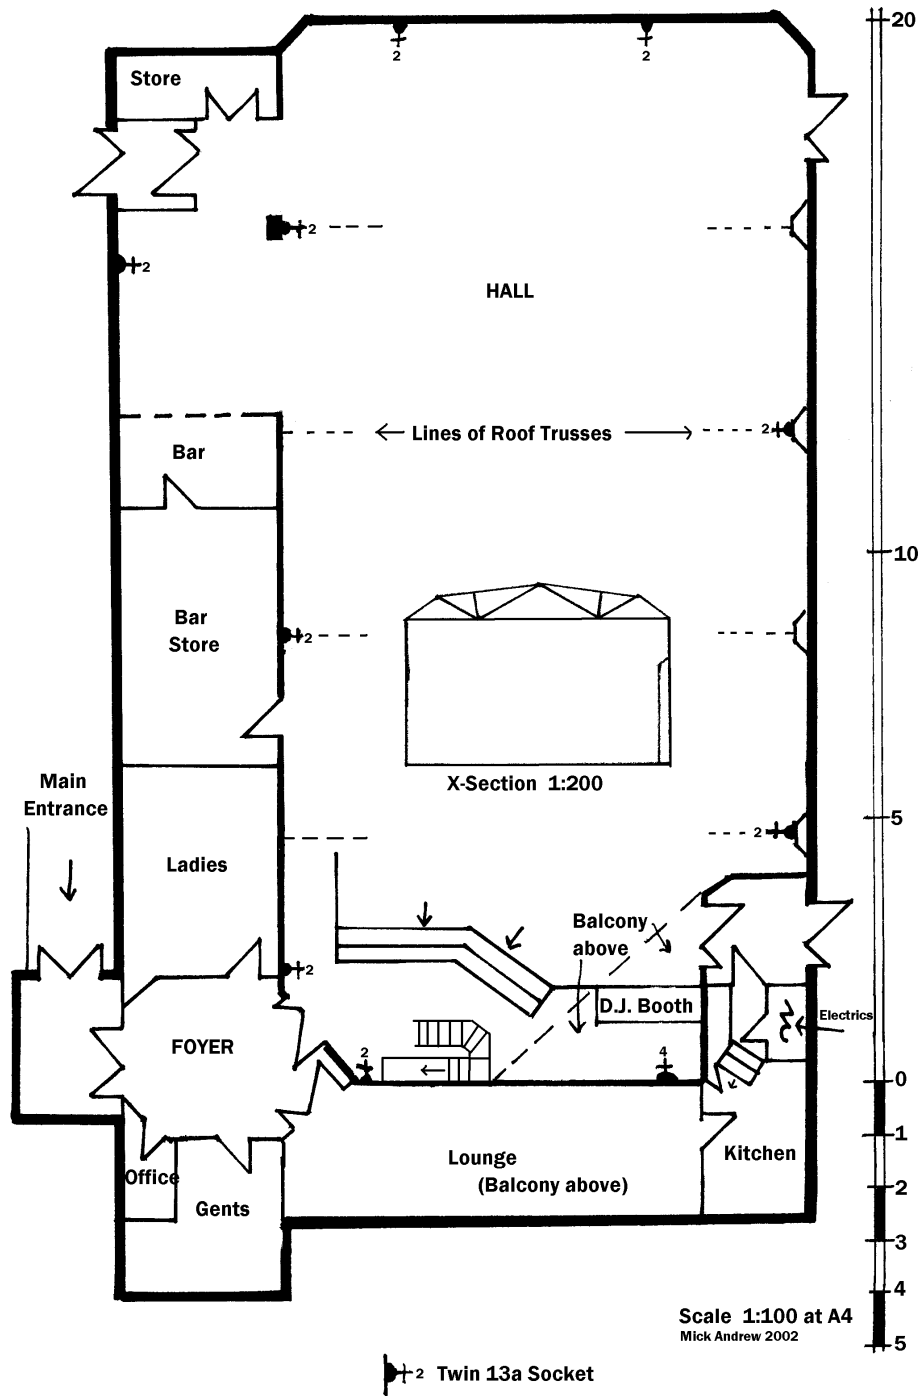 20
2
2
Store
2
2
HALL
2
Lines of Roof Trusses
Bar
10
Bar
Store
2
X-Section 1:200
Main
Entrance
5
2
Ladies
Balcony
above
2
D.J. Booth
Electrics
FOYER
2
4
0
1
Kitchen
Lounge
(Balcony above)
Office
Gents
2
3
4
Scale 1:100 at A4
Mick Andrew 2002
5
2 Twin 13a Socket